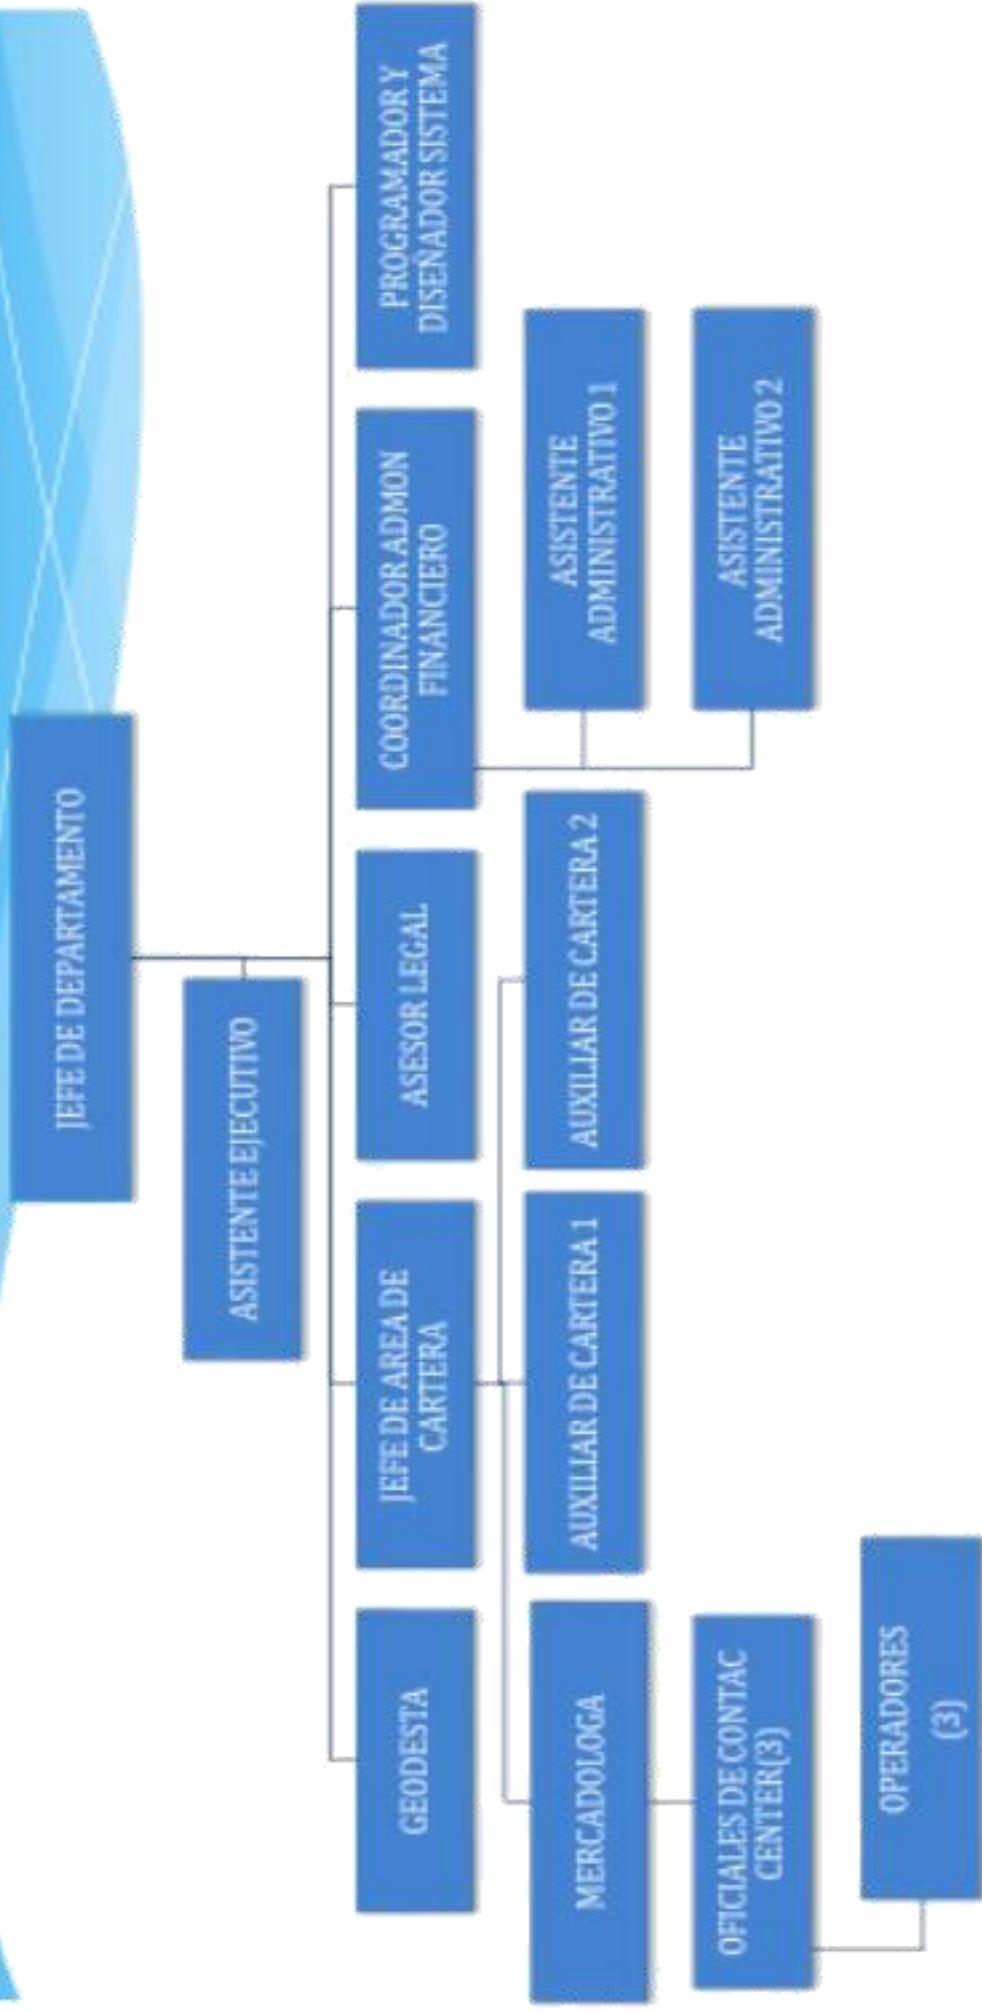 JEFE DE DEPARTAMENTO
ASISTENTE EJECUTIVO
GEODESTA
JEFE DE AREA DE
CARTERA
ASESOR LEGAL
COORDINADOR ADMON
FINANCIERO
PROGRAMADOR Y
DISEÑADOR SISTEMA
MERCADOLOGA
AUXILIAR DE CARTERA 1
AUXILIAR DE CARTERA 2
ASISTENTE
ADMINISTRATIVO 1
OFICIALES DE CONTAC
CENTER(3)
ASISTENTE
ADMINISTRATIVO 2
OPERADORES
(3)